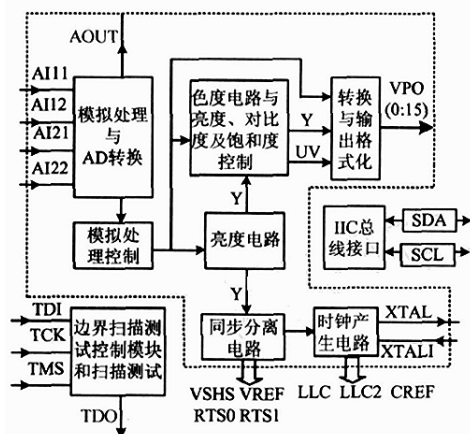 AOUT
AI11
AI12
AI21
AI22
模拟处理
与
AD转换
模拟处
理控制
色度电路与
亮度、对比
度及饱和度
控制
Y
UV
转换
与输
出格
式化
VPO
(0:15)
Y
亮度电路
Y
IIC总
线接口
SDA
SCL
TDI
TCK
TMS
边界扫描测
试控制模块
和扫描测试
TDO
同步分离
电路
时钟产
生电路
XTAL
XTALI
VSHS VREF
RTS0 RTS1
LLC LLC2 CREF